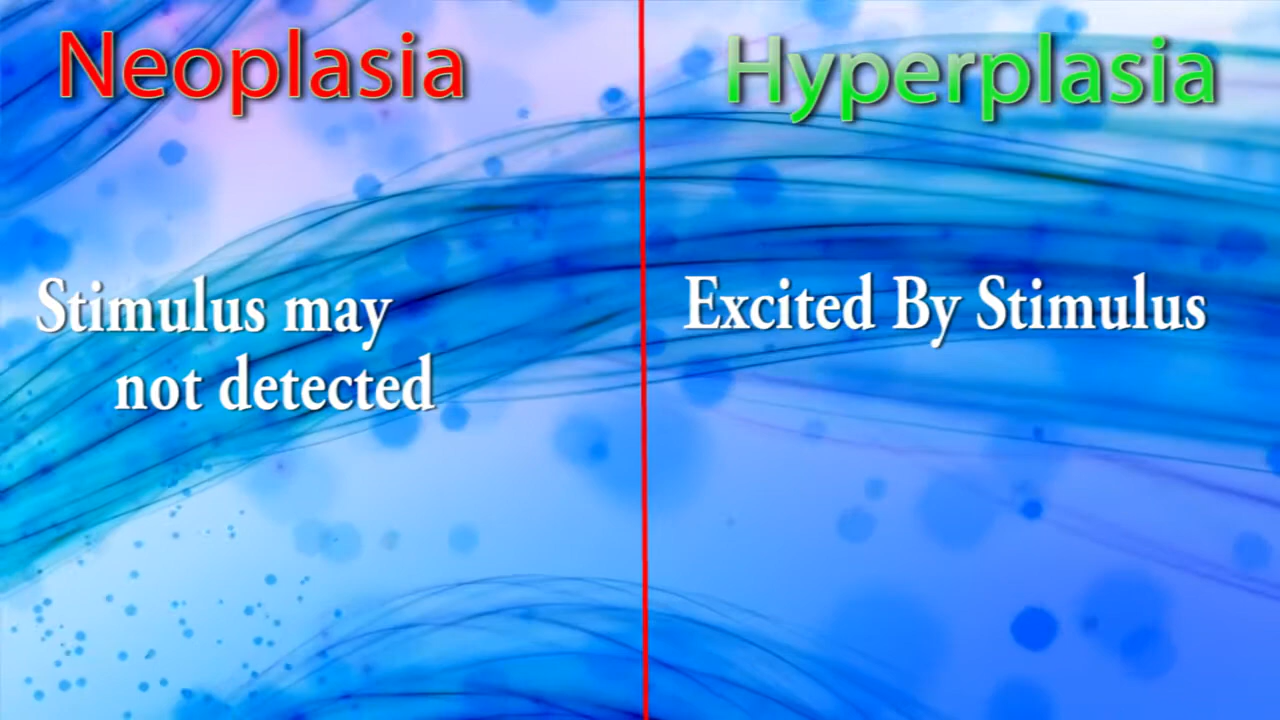 Neoplasia
Stimulus may
not detected
Hyperplasia
Excited By Stimulus